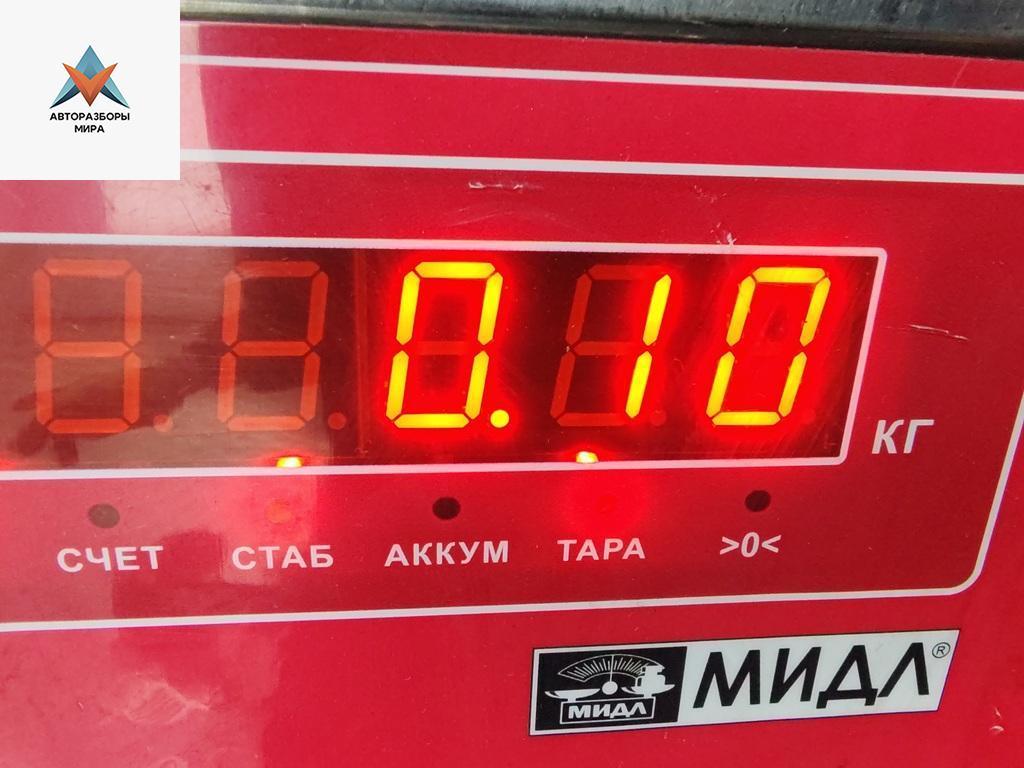 АВТОРАЗБОРЫ
МИРА
0.10
КГ
СЧЕТ СТАБ АККУМ ТАРА >0<
МИДЛ МИДЛ®